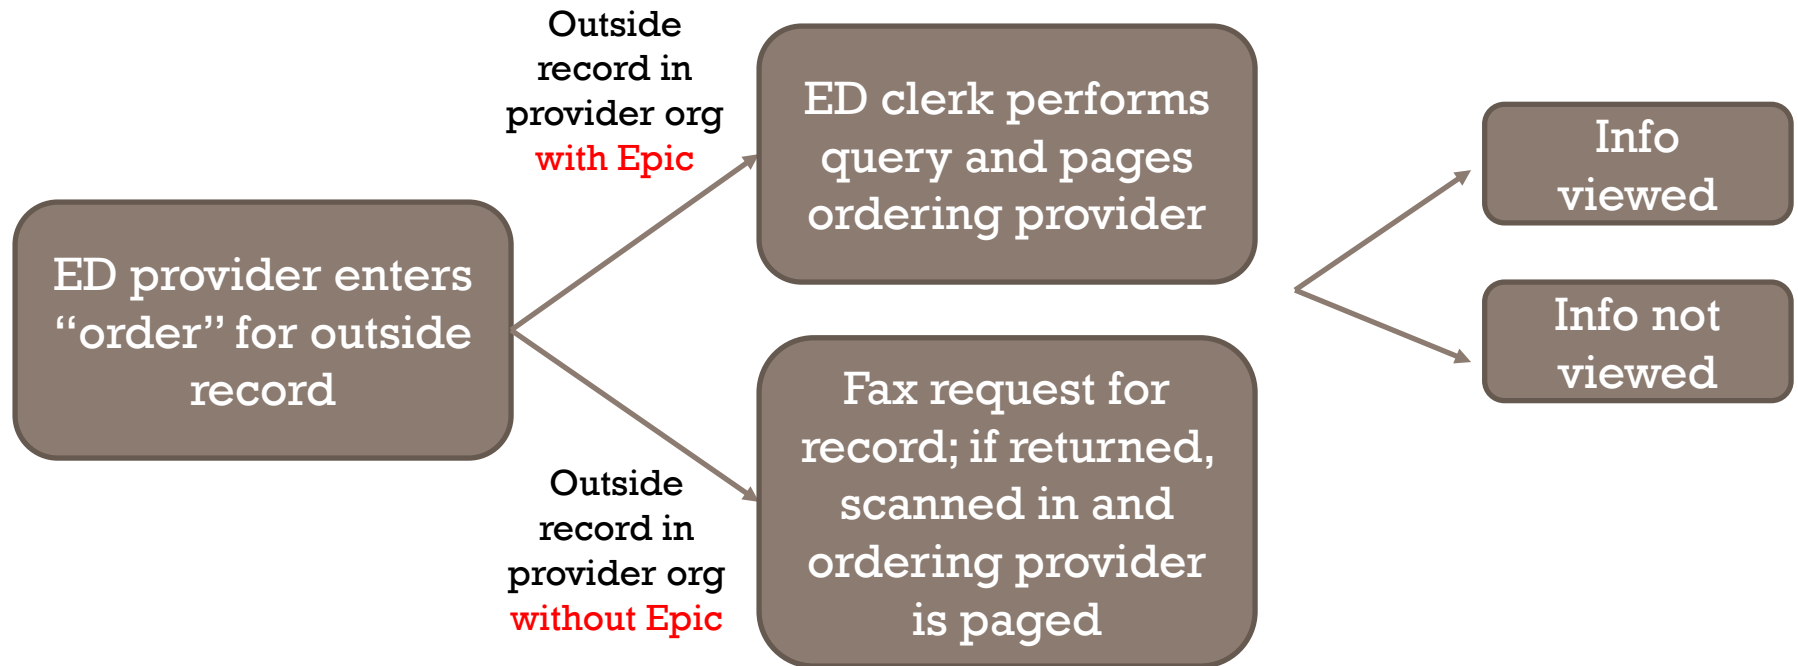 ED provider enters
“order” for outside
record
Outside
record in
provider org
with Epic
ED clerk performs
query and pages
ordering provider
Outside
record in
provider org
without Epic
Fax request for
record; if returned,
scanned in and
ordering provider
is paged
Info
viewed
Info not
viewed